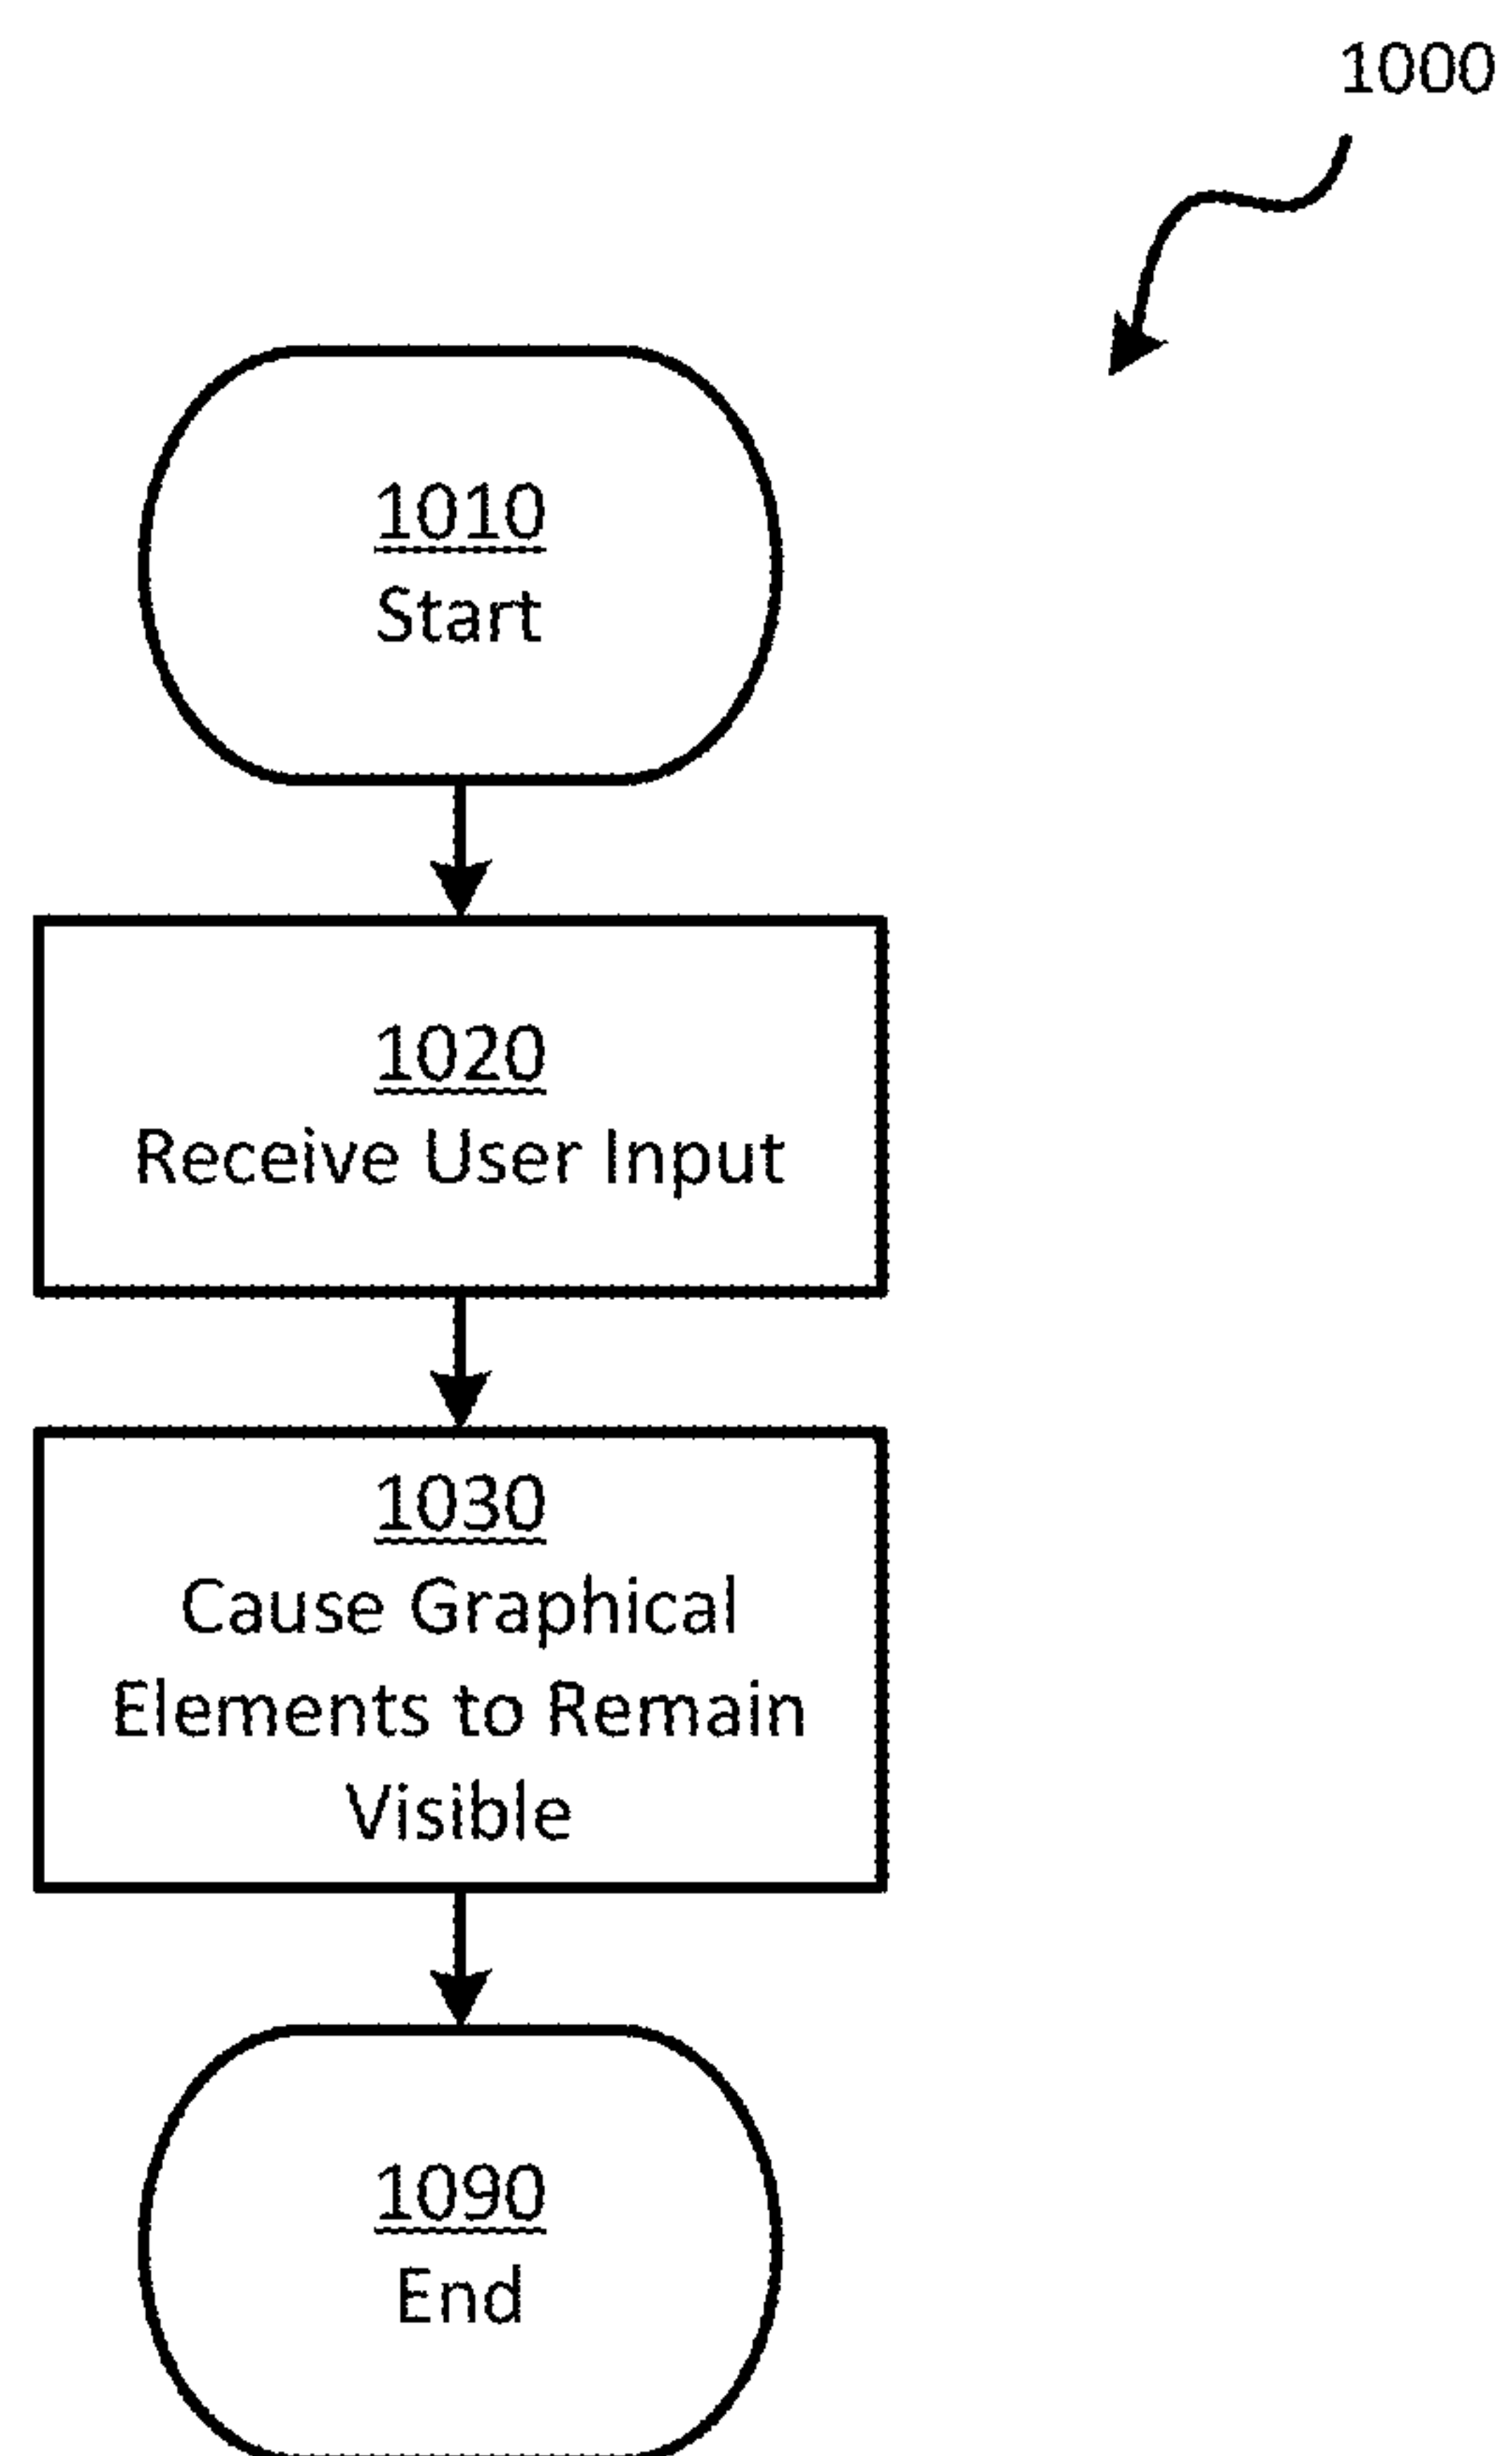 1000
1010
Start
1020
Receive User Input
1030
Cause Graphical
Elements to Remain
Visible
1090
End